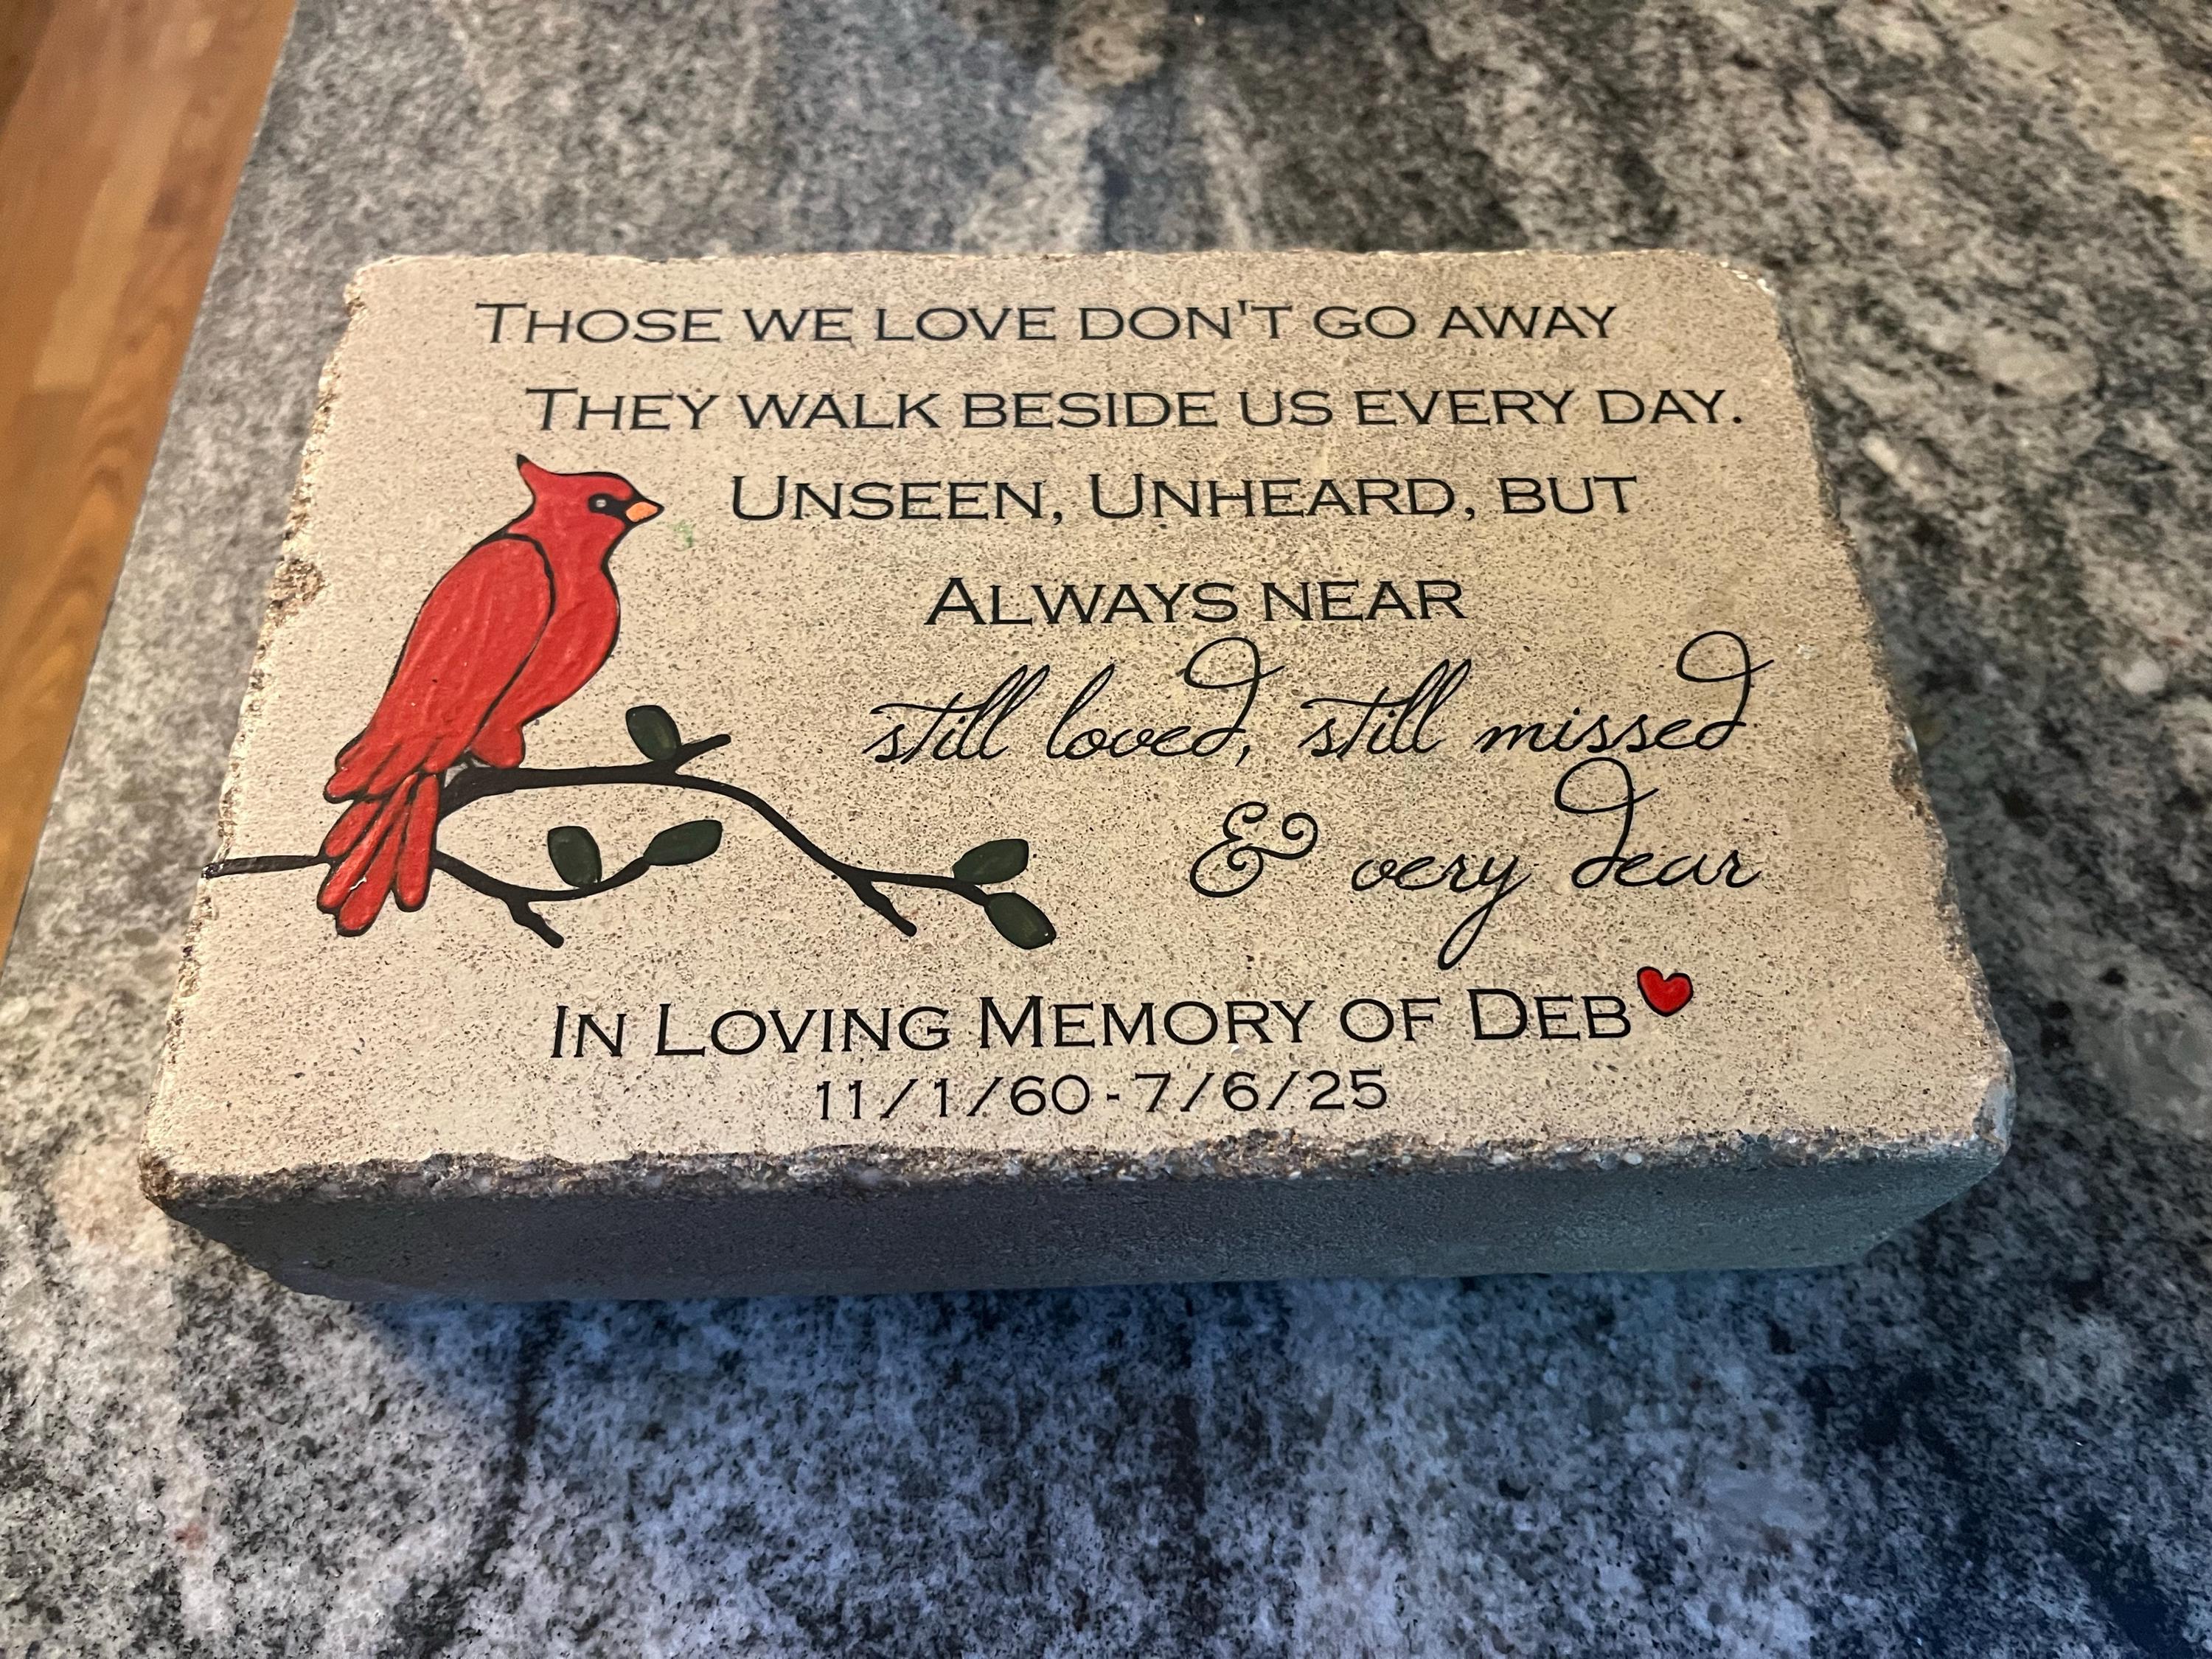 THOSE WE LOVE DON'T GO AWAY
THEY WALK BESIDE US EVERY DAY.
UNSEEN, UNHEARD, BUT
ALWAYS NEAR
still loved, still missed
& very dear
IN LOVING MEMORY OF DEB
11/1/60 - 7/6/25